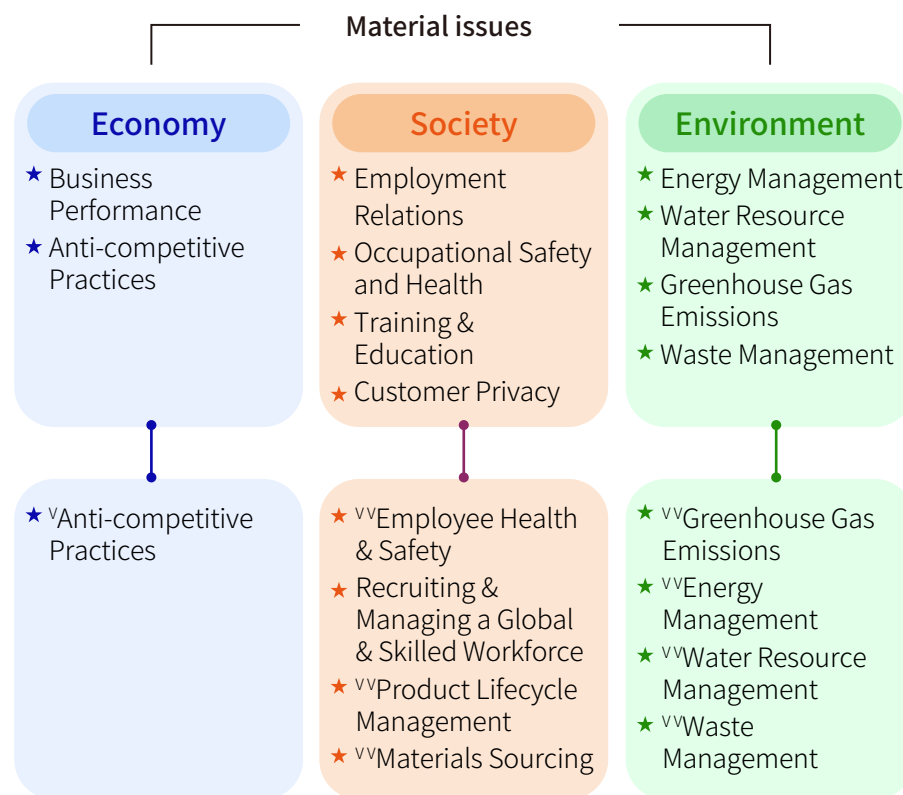 Material issues
Economy
★ Business
Performance
★ Anti-competitive
Practices
Society
★ Employment
Relations
★ Occupational Safety
and Health
★ Training &
Education
★ Customer Privacy
Environment
★ Energy Management
★ Water Resource
Management
★ Greenhouse Gas
Emissions
★ Waste Management
★ ⱽAnti-competitive
Practices
★ ⱽⱽEmployee Health
& Safety
★ Recruiting &
Managing a Global
& Skilled Workforce
★ ⱽⱽProduct Lifecycle
Management
★ ⱽⱽMaterials Sourcing
★ ⱽⱽGreenhouse Gas
Emissions
★ ⱽⱽEnergy
Management
★ ⱽⱽWater Resource
Management
★ ⱽⱽWaste
Management